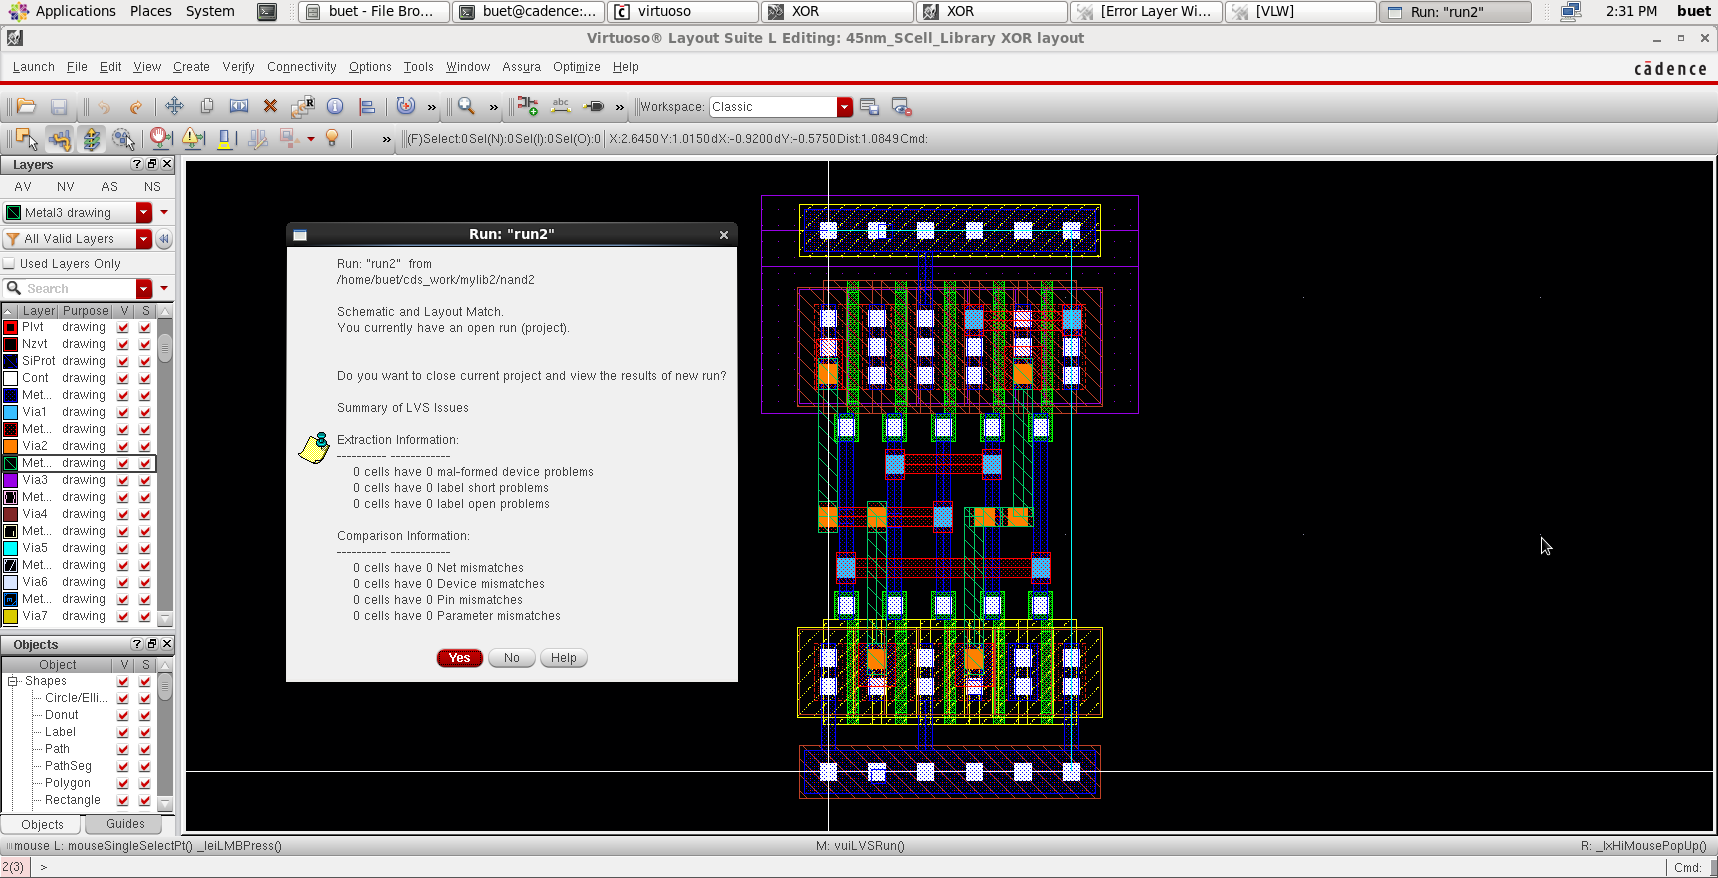 Applications Places System buet - File Bro... buet@cadence:... virtuoso XOR XOR [Error Layer Wi... [VLW] Run: "run2" 2:31 PM buet
Virtuoso® Layout Suite L Editing: 45nm_SCell_Library XOR layout
Launch File Edit View Create Verify Connectivity Options Tools Window Assura Optimize Help cādence
Workspace: Classic
(F)Select:0 Sel(N):0 Sel(I):0 Sel(O):0 X:2.6450 Y:1.0150 dX:-0.9200 dY:-0.5750 Dist:1.0849 Cmd:
Layers
AV NV AS NS
Metal3 drawing
All Valid Layers
Used Layers Only
Search
Layer Purpose V S
Plvt drawing
Nzvt drawing
SiProt drawing
Cont drawing
Met... drawing
Via1 drawing
Met... drawing
Via2 drawing
Met... drawing
Via3 drawing
Met... drawing
Via4 drawing
Met... drawing
Via5 drawing
Met... drawing
Via6 drawing
Met... drawing
Via7 drawing
Objects
Object V S
Shapes
Circle/Elli...
Donut
Label
Path
PathSeg
Polygon
Rectangle
Objects Guides
Run: "run2"
Run: "run2" from
/home/buet/cds_work/mylib2/nand2
Schematic and Layout Match.
You currently have an open run (project).
Do you want to close current project and view the results of new run?
Summary of LVS Issues
Extraction Information:
---------- ------------
0 cells have 0 mal-formed device problems
0 cells have 0 label short problems
0 cells have 0 label open problems
Comparison Information:
---------- ------------
0 cells have 0 Net mismatches
0 cells have 0 Device mismatches
0 cells have 0 Pin mismatches
0 cells have 0 Parameter mismatches
Yes No Help
mouse L: mouseSingleSelectPt() _leiLMBPress() M: vuiLVSRun() R: _lxHiMousePopUp()
2(3) > Cmd: